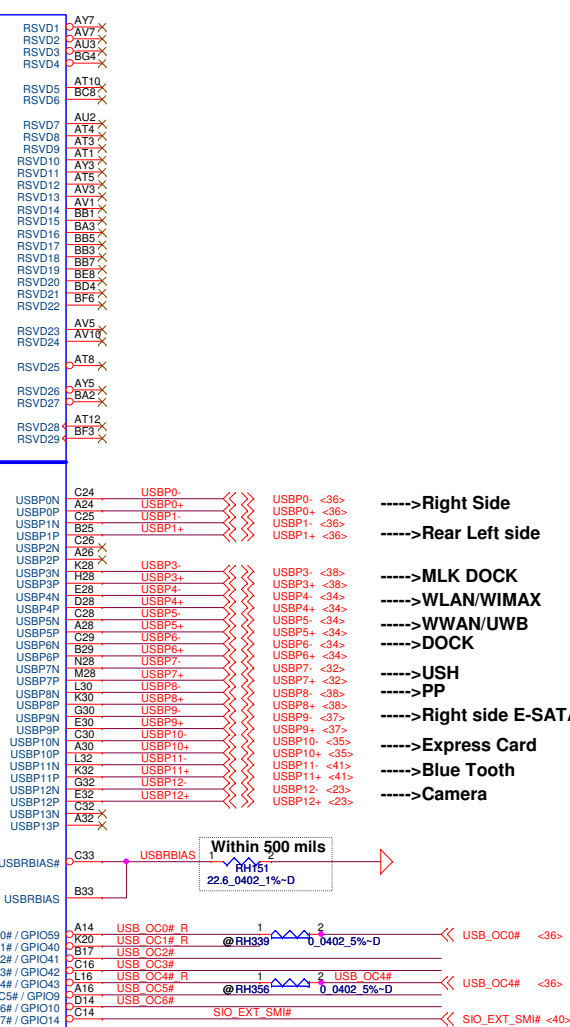 RSVD1 AY7
RSVD2 AV7
RSVD3 AU3
RSVD4 BG4
RSVD5 AT10
RSVD6 BC8
RSVD7 AU2
RSVD8 AT4
RSVD9 AT3
RSVD10 AT1
RSVD11 AY3
RSVD12 AT5
RSVD13 AV3
RSVD14 AV1
RSVD15 BB1
RSVD16 BA3
RSVD17 BB5
RSVD18 BB3
RSVD19 BB7
RSVD20 BE8
RSVD21 BD4
RSVD22 BF6
RSVD23 AV5
RSVD24 AV10
RSVD25 AT8
RSVD26 AY5
RSVD27 BA2
RSVD28 AT12
RSVD29 BF3
USBP0N C24 USBP0- USBP0- <36> ----->Right Side
USBP0P A24 USBP0+ USBP0+ <36>
USBP1N C25 USBP1- USBP1- <36> ----->Rear Left side
USBP1P B25 USBP1+ USBP1+ <36>
USBP2N C26
USBP2P A26
USBP3N K28 USBP3- USBP3- <38> ----->MLK DOCK
USBP3P H28 USBP3+ USBP3+ <38>
USBP4N E28 USBP4- USBP4- <34> ----->WLAN/WIMAX
USBP4P D28 USBP4+ USBP4+ <34>
USBP5N C28 USBP5- USBP5- <34> ----->WWAN/UWB
USBP5P A28 USBP5+ USBP5+ <34>
USBP6N C29 USBP6- USBP6- <34> ----->DOCK
USBP6P B29 USBP6+ USBP6+ <34>
USBP7N N28 USBP7- USBP7- <32> ----->USH
USBP7P M28 USBP7+ USBP7+ <32>
USBP8N L30 USBP8- USBP8- <38> ----->PP
USBP8P K30 USBP8+ USBP8+ <38>
USBP9N G30 USBP9- USBP9- <37> ----->Right side E-SATA
USBP9P E30 USBP9+ USBP9+ <37>
USBP10N C30 USBP10- USBP10- <35> ----->Express Card
USBP10P A30 USBP10+ USBP10+ <35>
USBP11N L32 USBP11- USBP11- <41> ----->Blue Tooth
USBP11P K32 USBP11+ USBP11+ <41>
USBP12N G32 USBP12- USBP12- <23> ----->Camera
USBP12P E32 USBP12+ USBP12+ <23>
USBP13N C32
USBP13P A32
Within 500 mils
USBRBIAS# C33 USBRBIAS 1 2
RH151
22.6_0402_1%~D
USBRBIAS B33
0# / GPIO59 A14 USB_OC0#_R 1 2 USB_OC0# <36>
1# / GPIO40 K20 USB_OC1#_R @RH339 0_0402_5%~D
2# / GPIO41 B17 USB_OC2#
3# / GPIO42 C16 USB_OC3#
4# / GPIO43 L16 USB_OC4#_R 1 2 USB_OC4# USB_OC4# <36>
C5# / GPIO9 A16 USB_OC5# @RH356 0_0402_5%~D
6# / GPIO10 D14 USB_OC6#
7# / GPIO14 C14 SIO_EXT_SMI# SIO_EXT_SMI# <40>